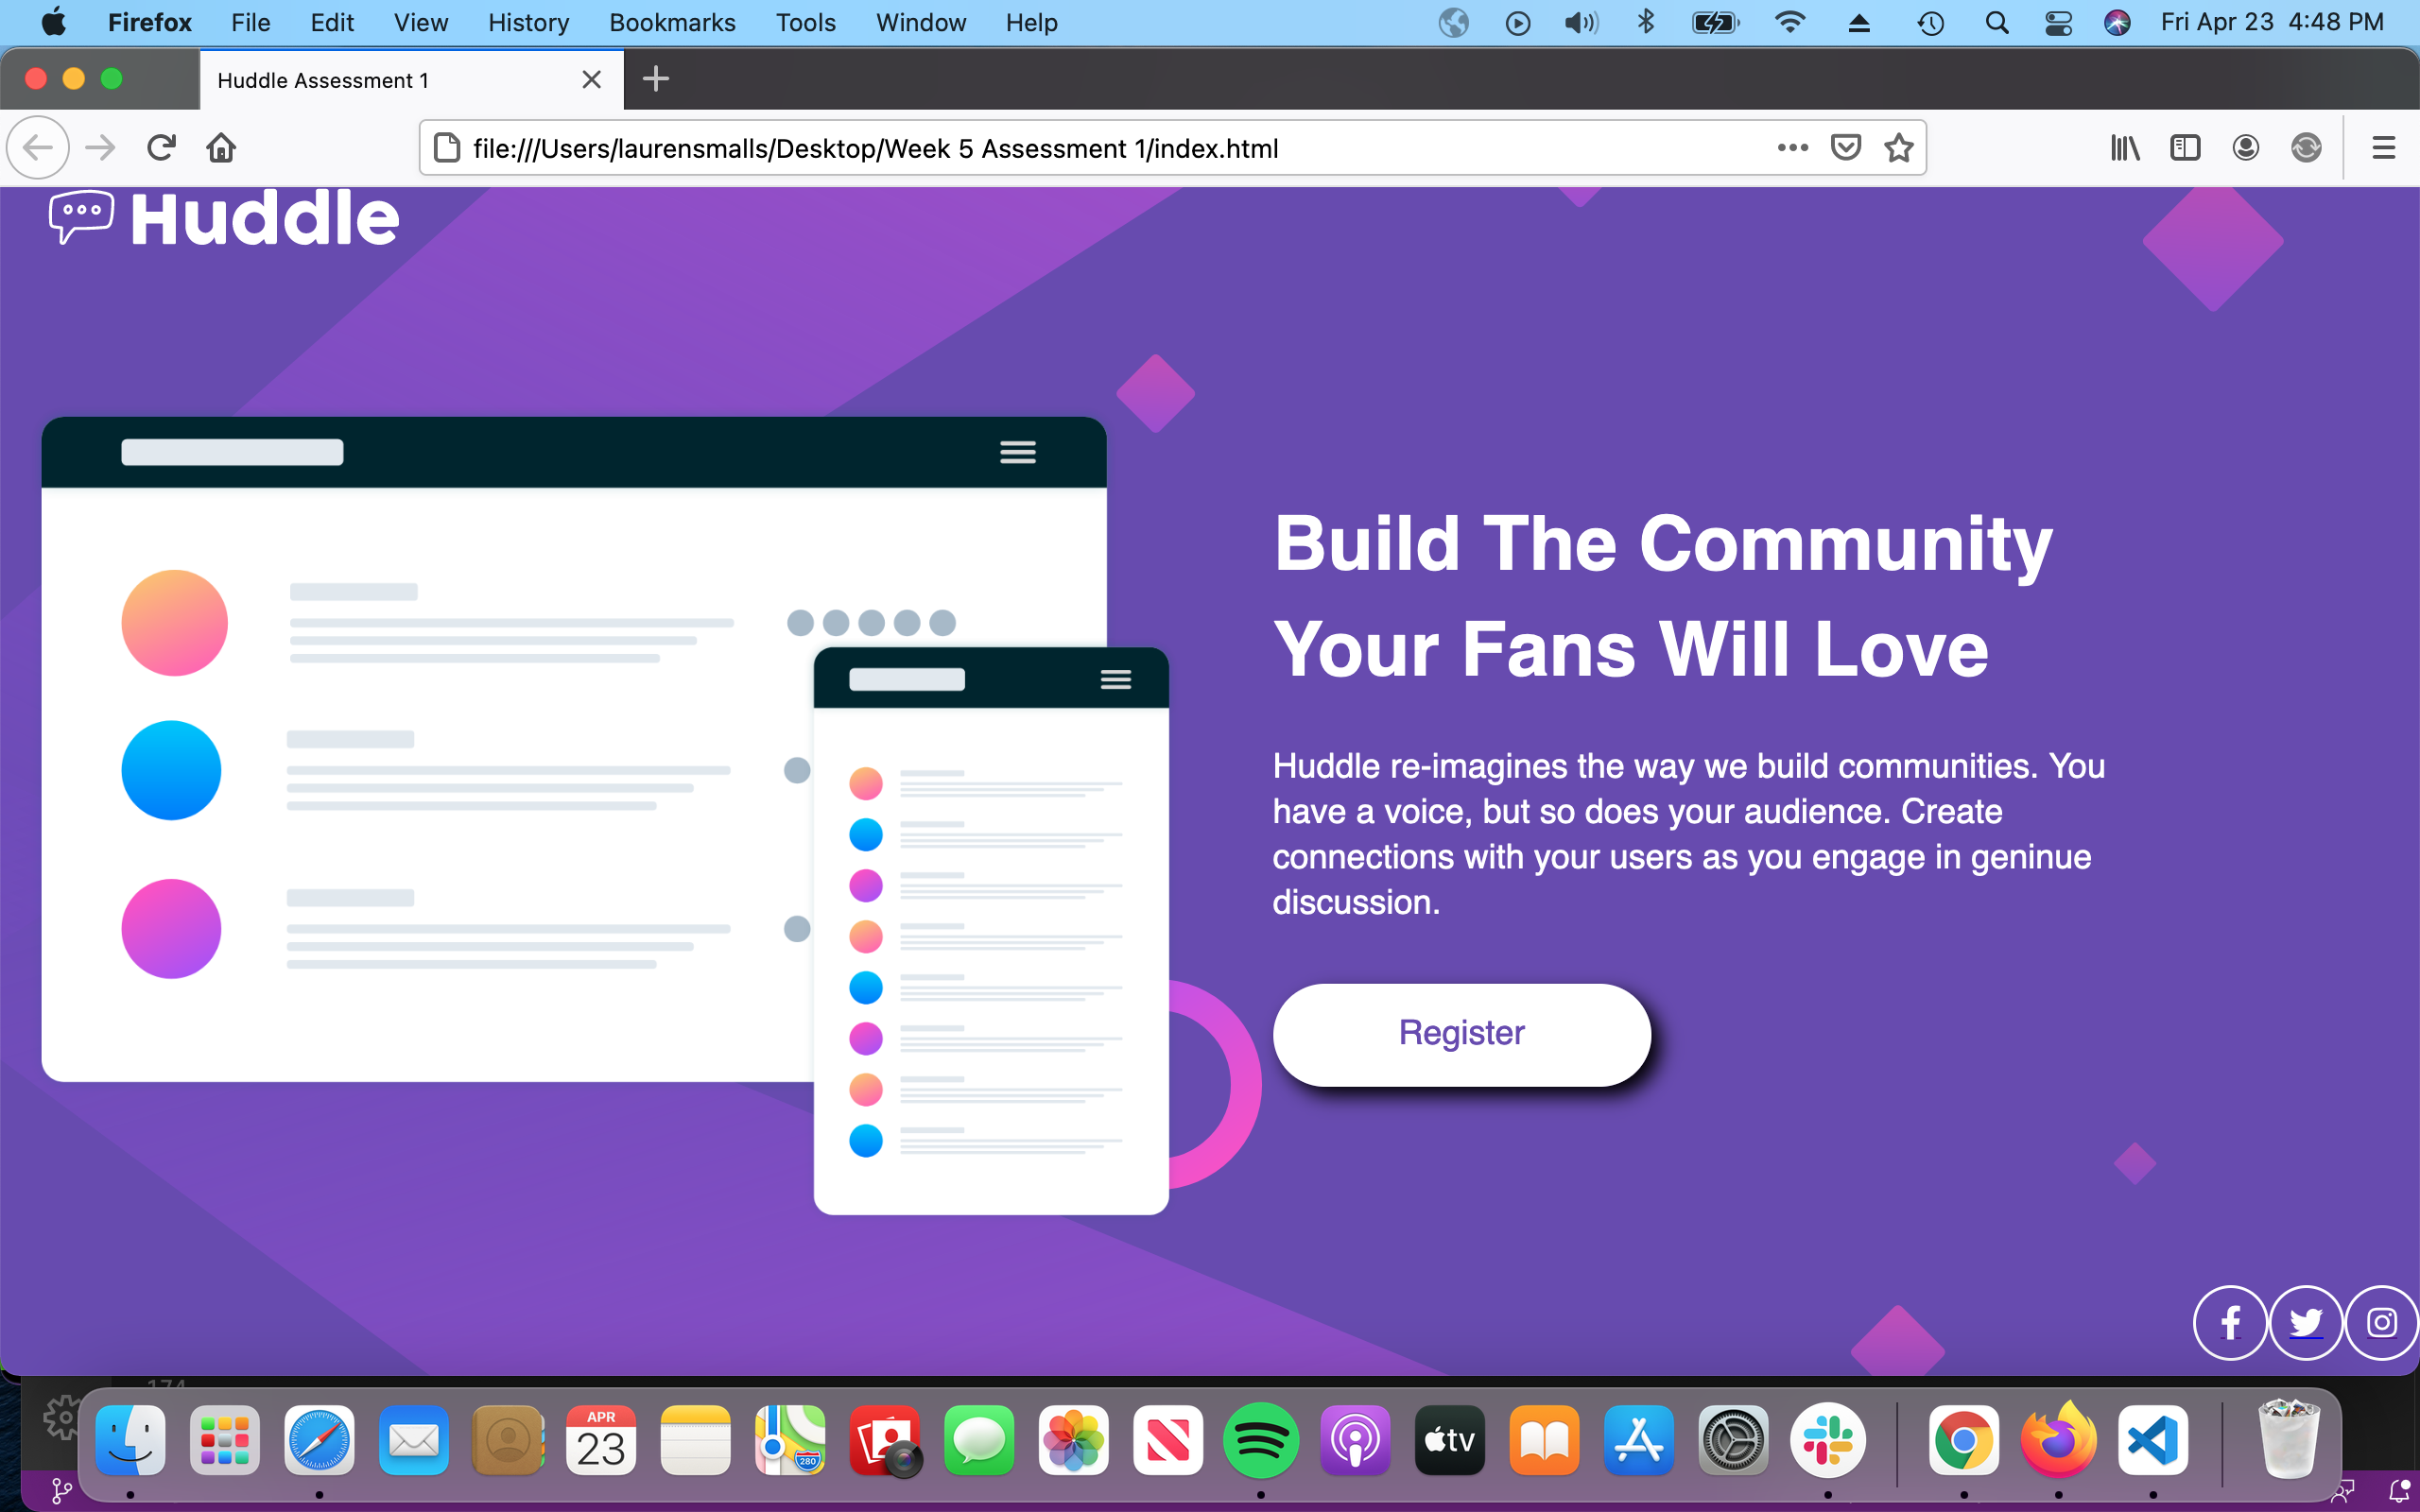 Firefox File Edit View History Bookmarks Tools Window Help Fri Apr 23 4:48 PM
Huddle Assessment 1
file:///Users/laurensmalls/Desktop/Week 5 Assessment 1/index.html
Huddle
Build The Community
Your Fans Will Love
Huddle re-imagines the way we build communities. You
have a voice, but so does your audience. Create
connections with your users as you engage in geninue
discussion.
Register
174
APR
23
280
tv